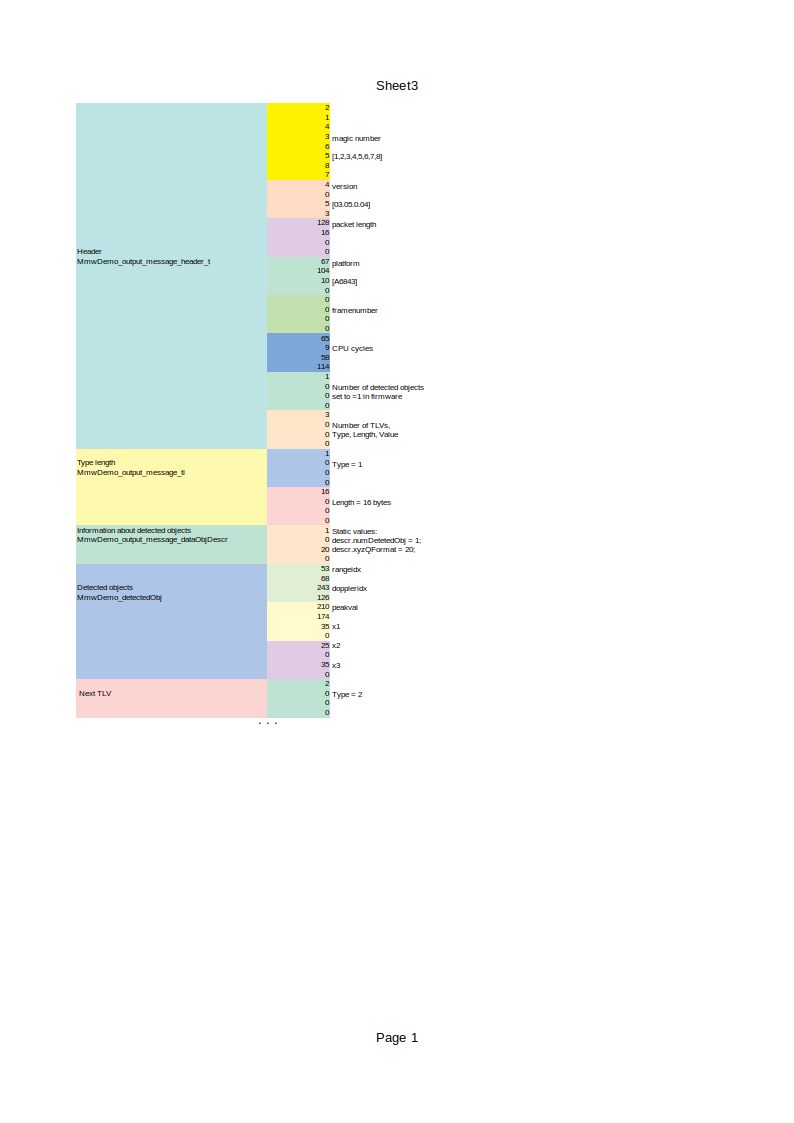 Sheet3
2
1
4
3 magic number
6
5 [1,2,3,4,5,6,7,8]
8
7
4 version
0
5 [03.05.0.04]
3
128 packet length
16
0
Header 0
MmwDemo_output_message_header_t 67 platform
104
10 [A6843]
0
0
0 framenumber
0
0
65
9 CPU cycles
58
114
1
0 Number of detected objects
0 set to =1 in firmware
0
3
0 Number of TLVs,
0 Type, Length, Value
0
1
Type length 0 Type = 1
MmwDemo_output_message_tl 0
0
16
0 Length = 16 bytes
0
0
Information about detected objects 1 Static values:
MmwDemo_output_message_dataObjDescr 0 descr.numDetetedObj = 1;
20 descr.xyzQFormat = 20;
0
53 rangeidx
68
Detected objects 243 doppleridx
MmwDemo_detectedObj 126
210 peakval
174
35 x1
0
25 x2
0
35 x3
0
2
Next TLV 0 Type = 2
0
0
. . .
Page 1